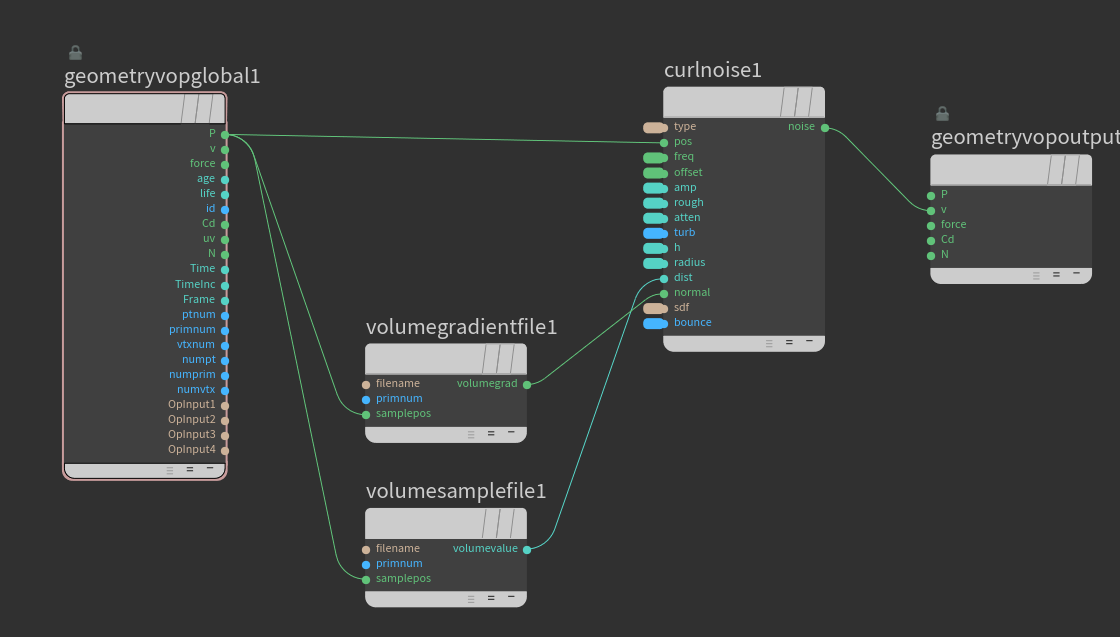 geometryvopglobal1
P
v
force
age
life
id
Cd
uv
N
Time
TimeInc
Frame
ptnum
primnum
vtxnum
numpt
numprim
numvtx
OpInput1
OpInput2
OpInput3
OpInput4
volumegradientfile1
filename volumegrad
primnum
samplepos
volumesamplefile1
filename volumevalue
primnum
samplepos
curlnoise1
type noise
pos
freq
offset
amp
rough
atten
turb
h
radius
dist
normal
sdf
bounce
geometryvopoutput
P
v
force
Cd
N